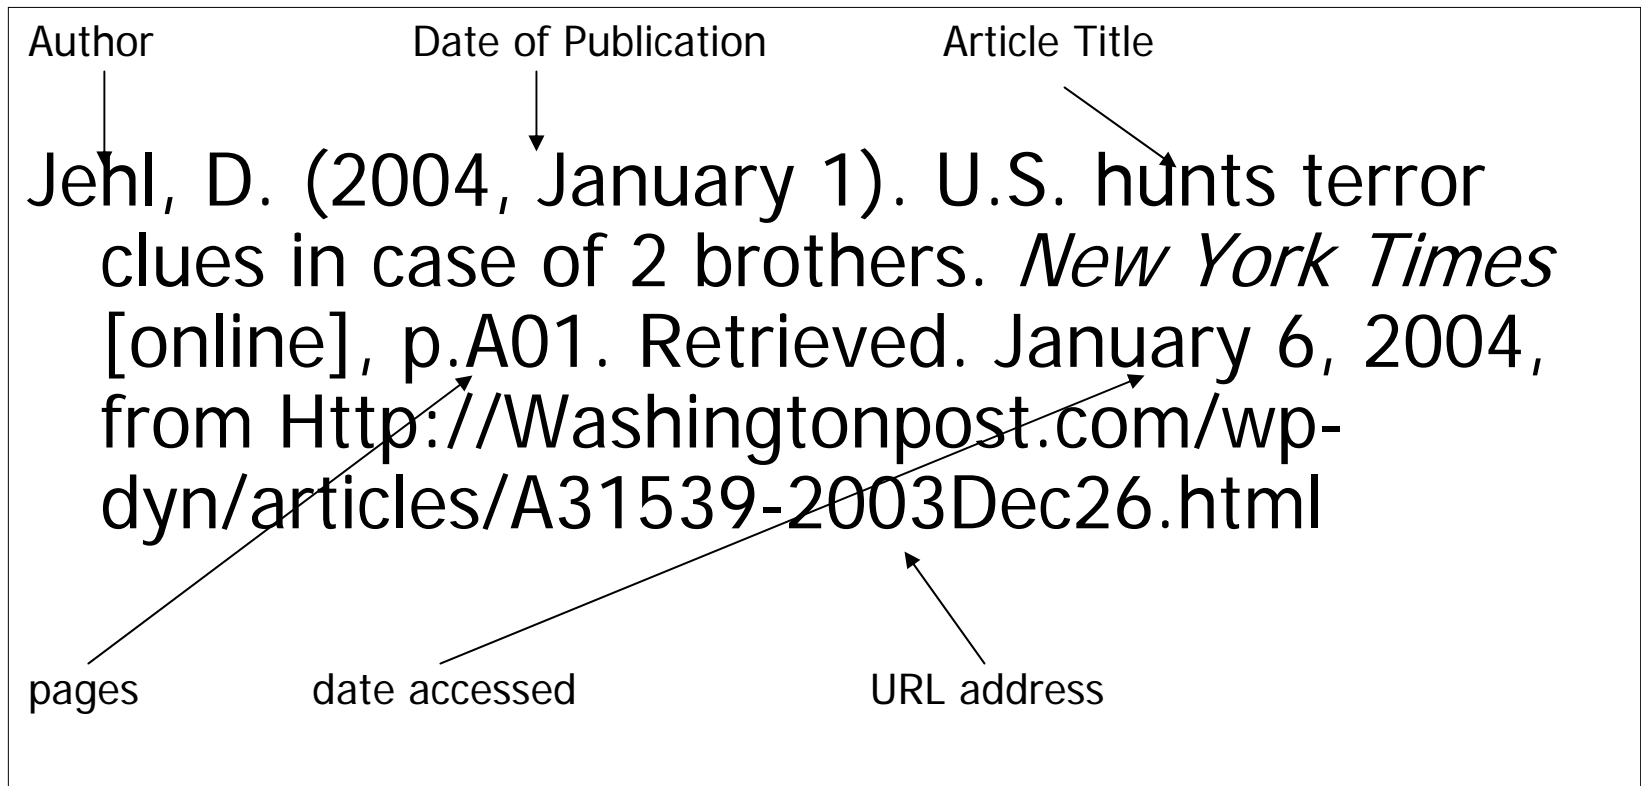 Author Date of Publication Article Title
Jehl, D. (2004, January 1). U.S. hunts terror
clues in case of 2 brothers. New York Times
[online], p.A01. Retrieved. January 6, 2004,
from Http://Washingtonpost.com/wp-
dyn/articles/A31539-2003Dec26.html
pages date accessed URL address